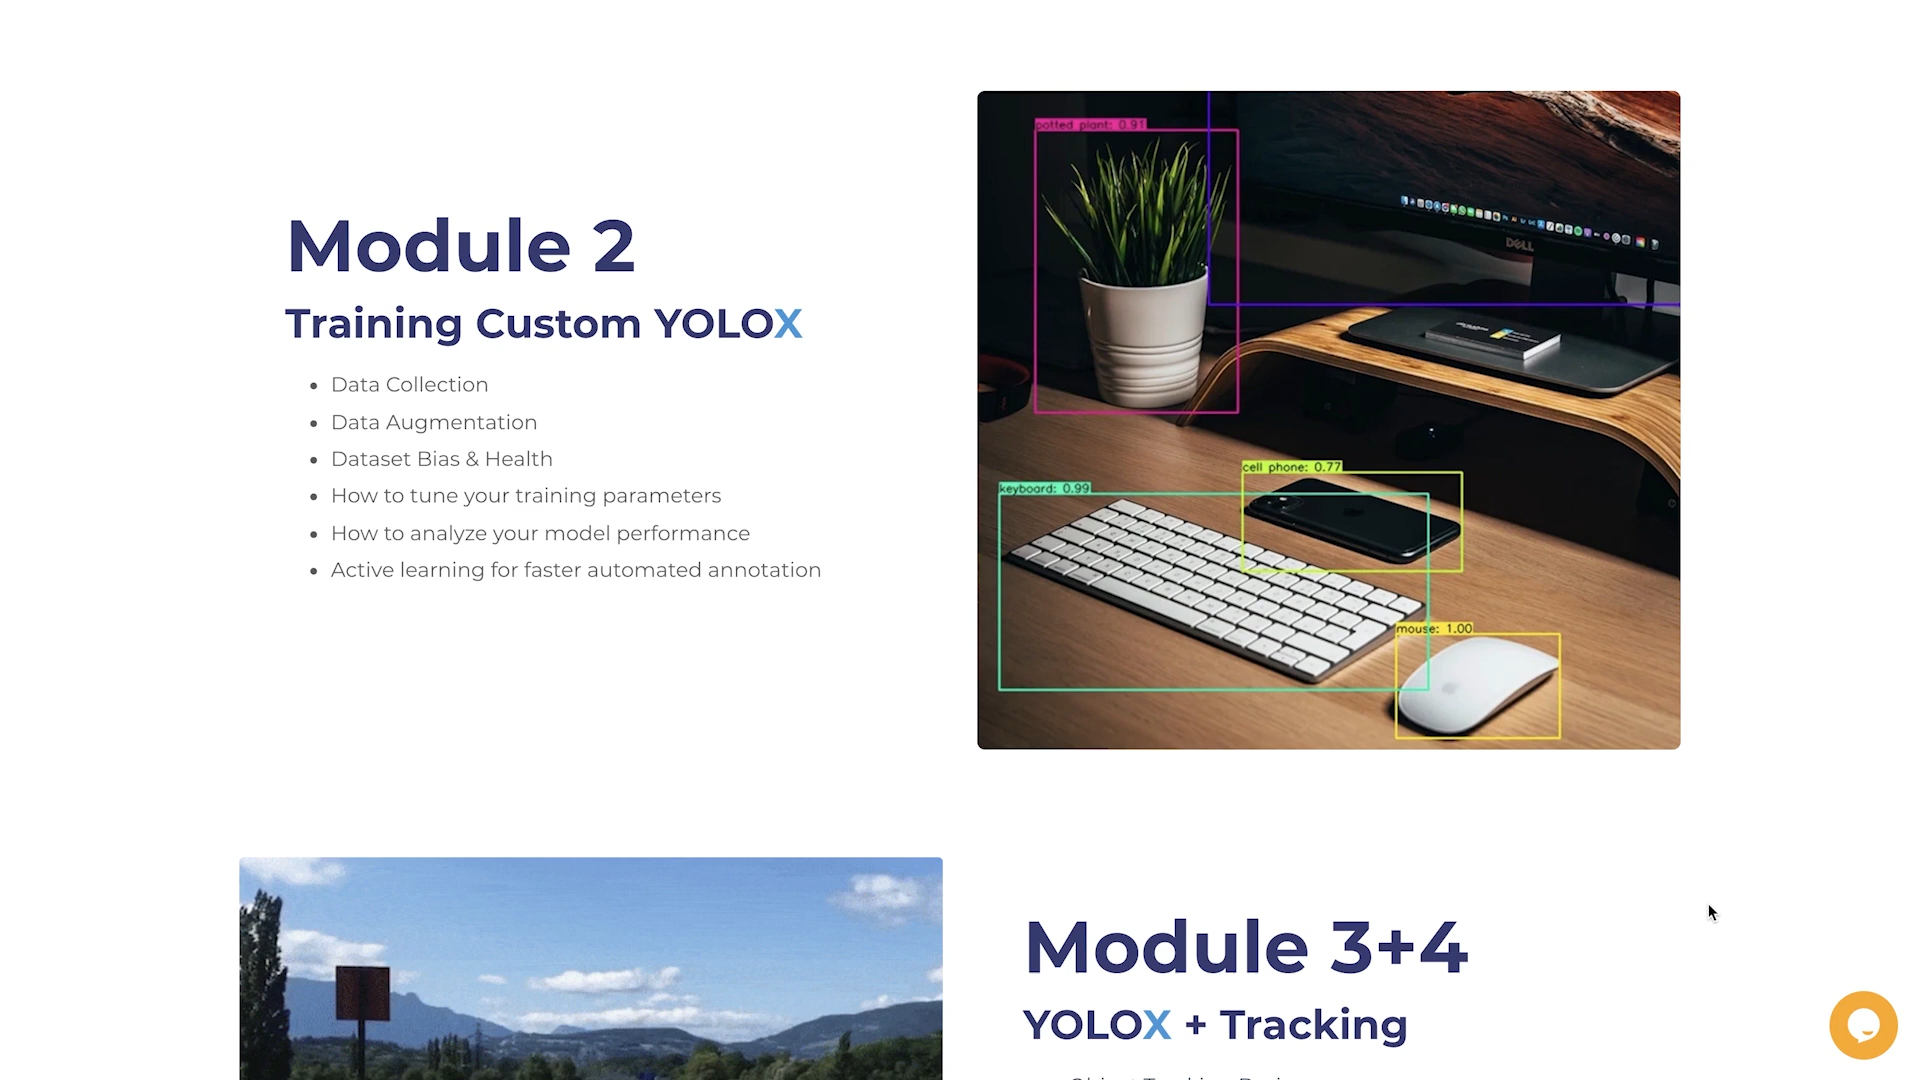 Module 2
Training Custom YOLOX
Data Collection
Data Augmentation
Dataset Bias & Health
How to tune your training parameters
How to analyze your model performance
Active learning for faster automated annotation
potted plant: 0.91
DELL
cell phone: 0.77
keyboard: 0.99
mouse: 1.00
Module 3+4
YOLOX + Tracking